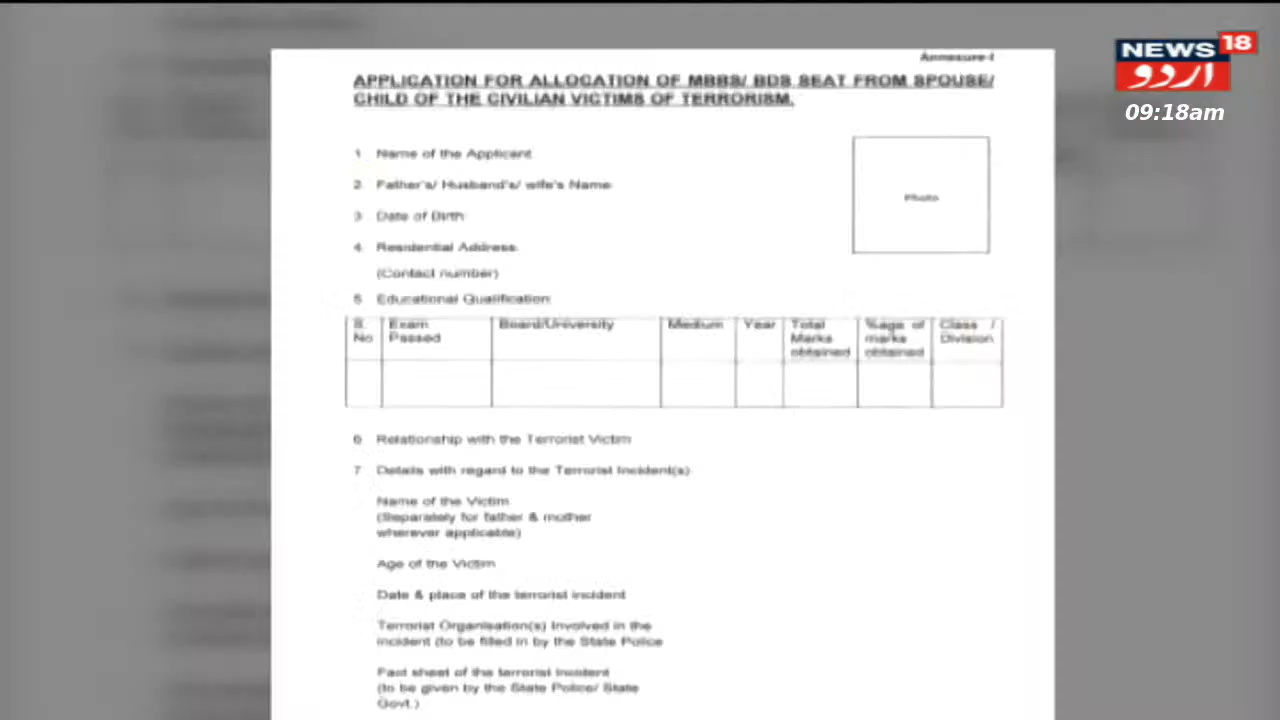 Annexure-I
NEWS 18
اردو
09:18am
APPLICATION FOR ALLOCATION OF MBBS/ BDS SEAT FROM SPOUSE/
CHILD OF THE CIVILIAN VICTIMS OF TERRORISM.
1 Name of the Applicant
Photo
2 Father's/ Husband's/ wife's Name
3 Date of Birth
4 Residential Address
(Contact number)
5 Educational Qualification
S. No
Exam Passed
Board/University
Medium
Year
Total Marks obtained
%age of marks obtained
Class / Division
6 Relationship with the Terrorist Victim
7 Details with regard to the Terrorist Incident(s)
Name of the Victim
(Separately for father & mother
wherever applicable)
Age of the Victim
Date & place of the terrorist incident
Terrorist Organisation(s) Involved in the
incident (to be filled in by the State Police
Fact sheet of the terrorist incident
(to be given by the State Police/ State
Govt.)